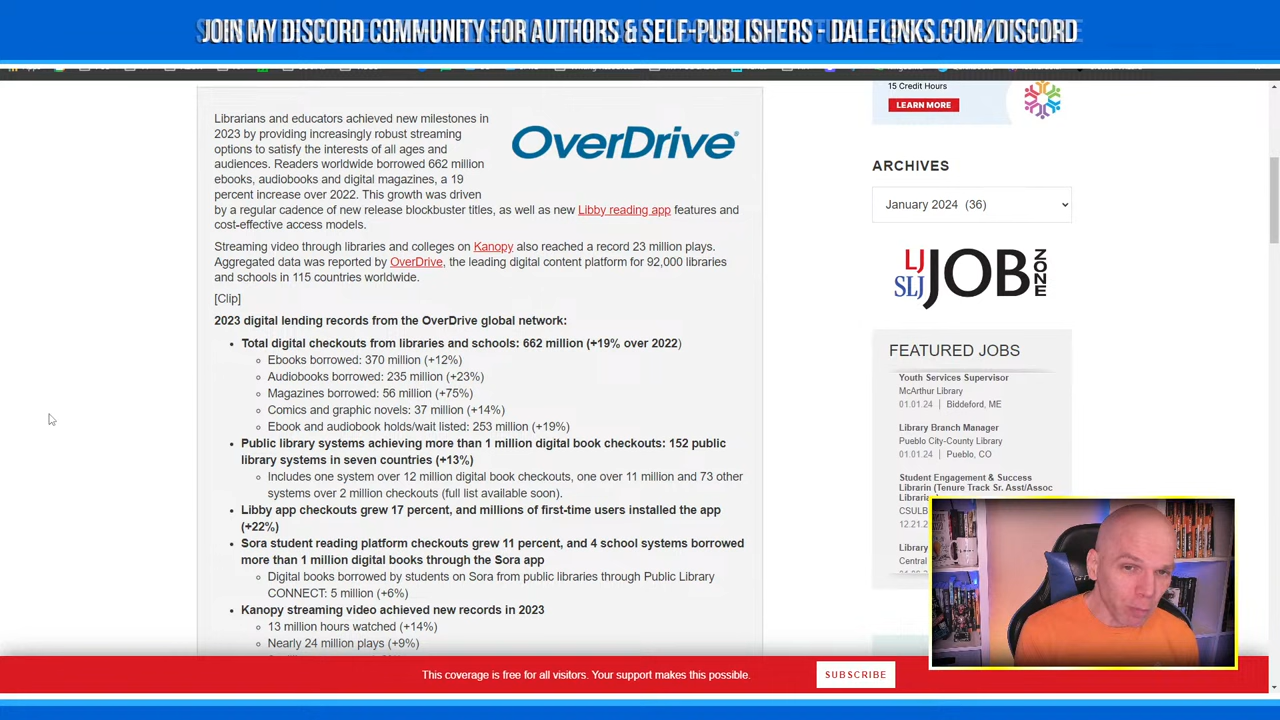 JOIN MY DISCORD COMMUNITY FOR AUTHORS & SELF-PUBLISHERS - DALELINKS.COM/DISCORD
Librarians and educators achieved new milestones in
2023 by providing increasingly robust streaming
options to satisfy the interests of all ages and
audiences. Readers worldwide borrowed 662 million
ebooks, audiobooks and digital magazines, a 19
percent increase over 2022. This growth was driven
by a regular cadence of new release blockbuster titles, as well as new Libby reading app features and
cost-effective access models.
OverDrive
Streaming video through libraries and colleges on Kanopy also reached a record 23 million plays.
Aggregated data was reported by OverDrive, the leading digital content platform for 92,000 libraries
and schools in 115 countries worldwide.
[Clip]
2023 digital lending records from the OverDrive global network:
• Total digital checkouts from libraries and schools: 662 million (+19% over 2022)
○ Ebooks borrowed: 370 million (+12%)
○ Audiobooks borrowed: 235 million (+23%)
○ Magazines borrowed: 56 million (+75%)
○ Comics and graphic novels: 37 million (+14%)
○ Ebook and audiobook holds/wait listed: 253 million (+19%)
• Public library systems achieving more than 1 million digital book checkouts: 152 public
library systems in seven countries (+13%)
○ Includes one system over 12 million digital book checkouts, one over 11 million and 73 other
systems over 2 million checkouts (full list available soon).
• Libby app checkouts grew 17 percent, and millions of first-time users installed the app
(+22%)
• Sora student reading platform checkouts grew 11 percent, and 4 school systems borrowed
more than 1 million digital books through the Sora app
○ Digital books borrowed by students on Sora from public libraries through Public Library
CONNECT: 5 million (+6%)
• Kanopy streaming video achieved new records in 2023
○ 13 million hours watched (+14%)
○ Nearly 24 million plays (+9%)
15 Credit Hours
LEARN MORE
ARCHIVES
January 2024 (36)
LJ
SLJ
JOB
ZONE
FEATURED JOBS
Youth Services Supervisor
McArthur Library
01.01.24 | Biddeford, ME
Library Branch Manager
Pueblo City-County Library
01.01.24 | Pueblo, CO
Student Engagement & Success
Librarin (Tenure Track Sr. Asst/Assoc
CSULB
12.21.2
Library
Central
This coverage is free for all visitors. Your support makes this possible.
SUBSCRIBE